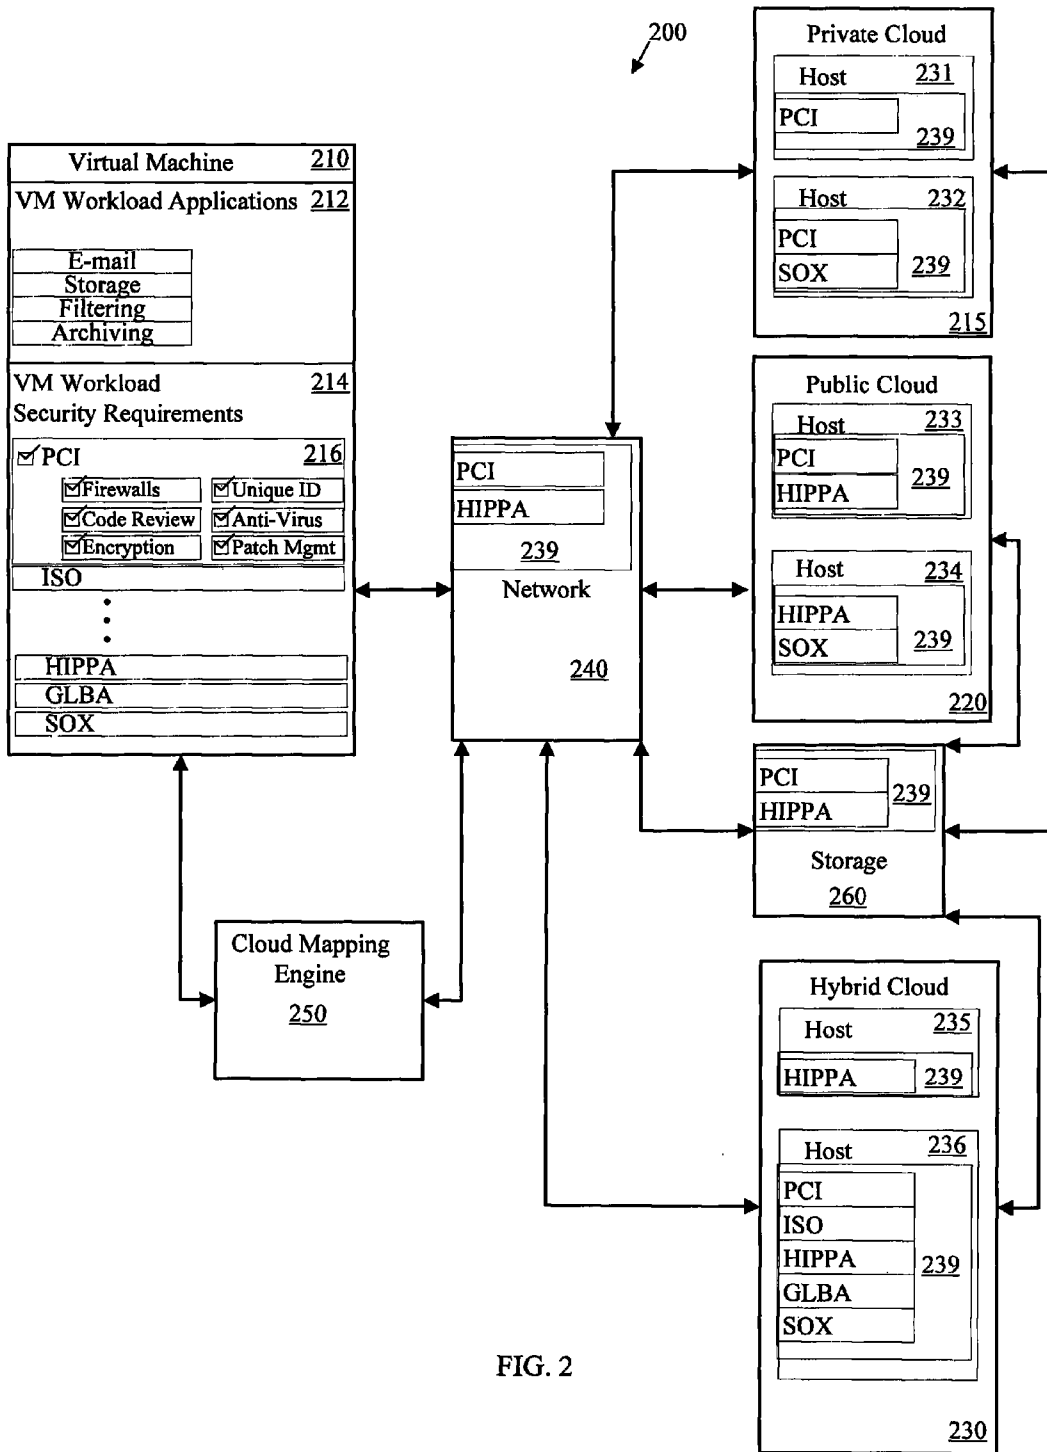 200
Virtual Machine 210
VM Workload Applications 212
E-mail
Storage
Filtering
Archiving
VM Workload 214
Security Requirements
PCI 216
Firewalls Unique ID
Code Review Anti-Virus
Encryption Patch Mgmt
ISO
HIPPA
GLBA
SOX
PCI
HIPPA
239
Network
240
Cloud Mapping
Engine
250
Private Cloud
Host 231
PCI
239
Host 232
PCI
SOX
239
215
Public Cloud
Host 233
PCI
HIPPA
239
Host 234
HIPPA
SOX
239
220
PCI
HIPPA
239
Storage
260
Hybrid Cloud
Host 235
HIPPA 239
Host 236
PCI
ISO
HIPPA
GLBA
SOX
239
230
FIG. 2